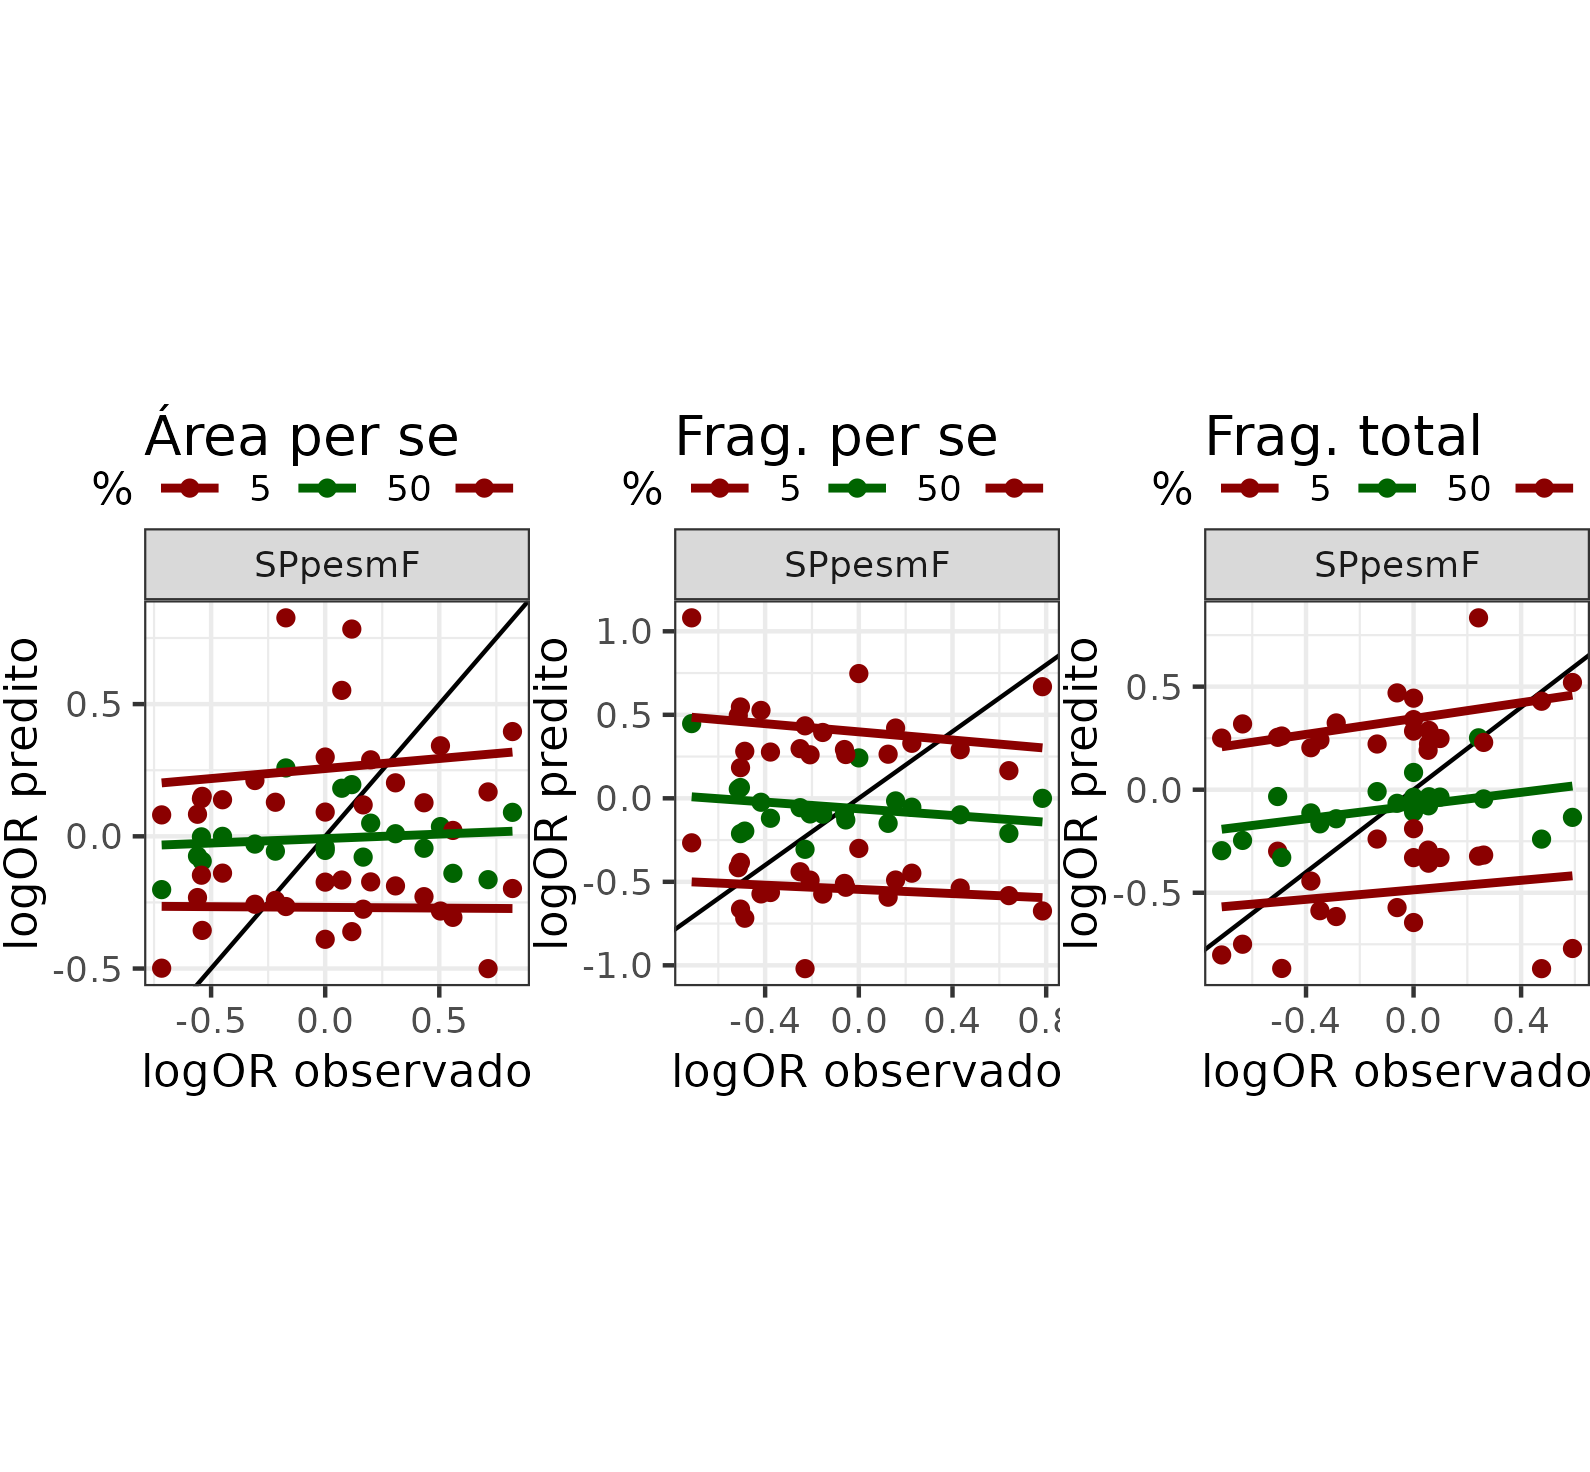 Área per se
% 5 50
SPpesmF
logOR predito
0.5
0.0
-0.5
-0.5 0.0 0.5
logOR observado
Frag. per se
% 5 50
SPpesmF
logOR predito
1.0
0.5
0.0
-0.5
-1.0
-0.4 0.0 0.4 0.8
logOR observado
Frag. total
% 5 50
SPpesmF
logOR predito
0.5
0.0
-0.5
-0.4 0.0 0.4
logOR observado